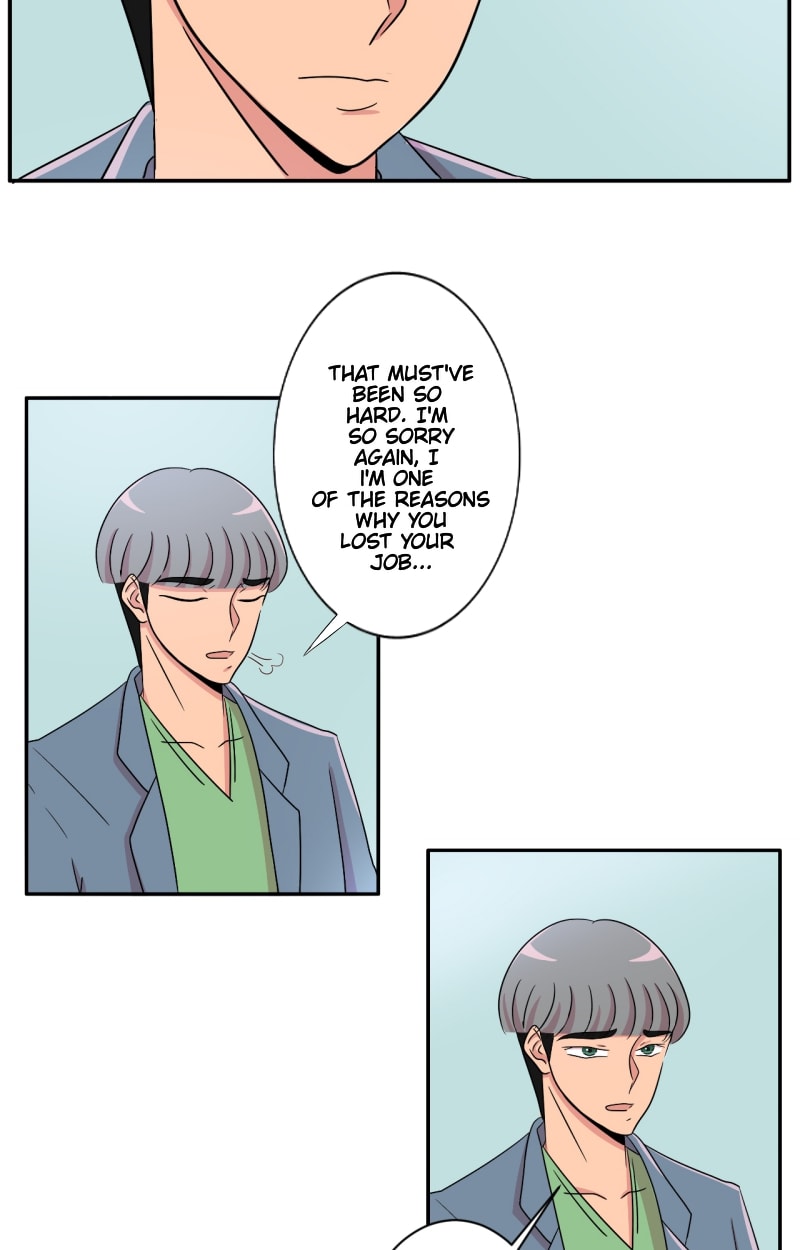 THAT MUST'VE
BEEN SO
HARD. I'M
SO SORRY
AGAIN, I
I'M ONE
OF THE REASONS
WHY YOU
LOST YOUR
JOB...